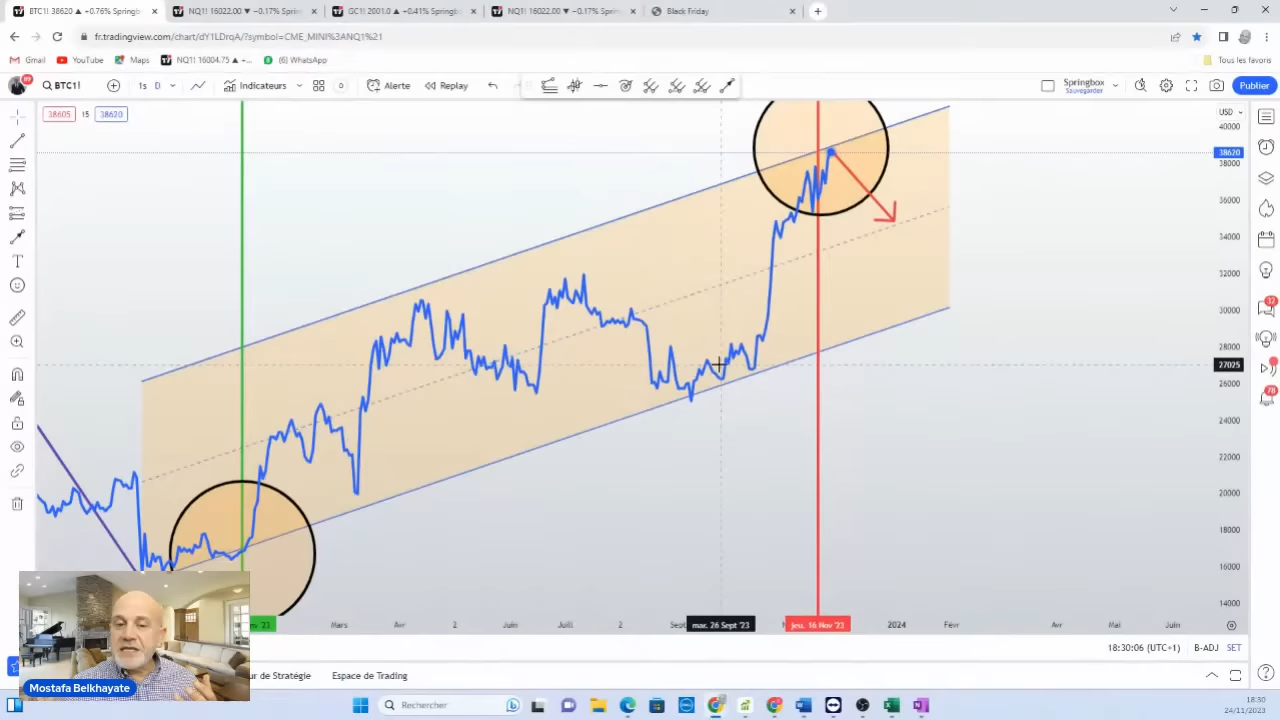 BTC1! 38620 ▲ +0.76% Springb
NQ1! 16022.00 ▼ −0.17% Sprin
GC1! 2001.0 ▲ +0.41% Springb
NQ1! 16022.00 ▼ −0.17% Sprin
Black Friday
fr.tradingview.com/chart/dY1LDrqA/?symbol=CME_MINI%3ANQ1%21
Gmail
YouTube
Maps
NQ1! 16004.75 ▲ +...
(6) WhatsApp
Tous les favoris
BTC1!
1s D
Indicateurs
Alerte
Replay
Springbox
Sauvegarder
Publier
38605 15 38620
USD
40000
38620
38000
36000
34000
32000
30000
28000
27025
26000
24000
22000
20000
18000
16000
14000
32
78
Mars
Avr
2
Juin
Juill
2
Sept
mar. 26 Sept '23
jeu. 16 Nov '23
2024
Févr
Avr
Mai
Juin
18:30:06 (UTC+1)
B-ADJ
SET
ur de Stratégie
Espace de Trading
Mostafa Belkhayate
Rechercher
18:30
24/11/2023